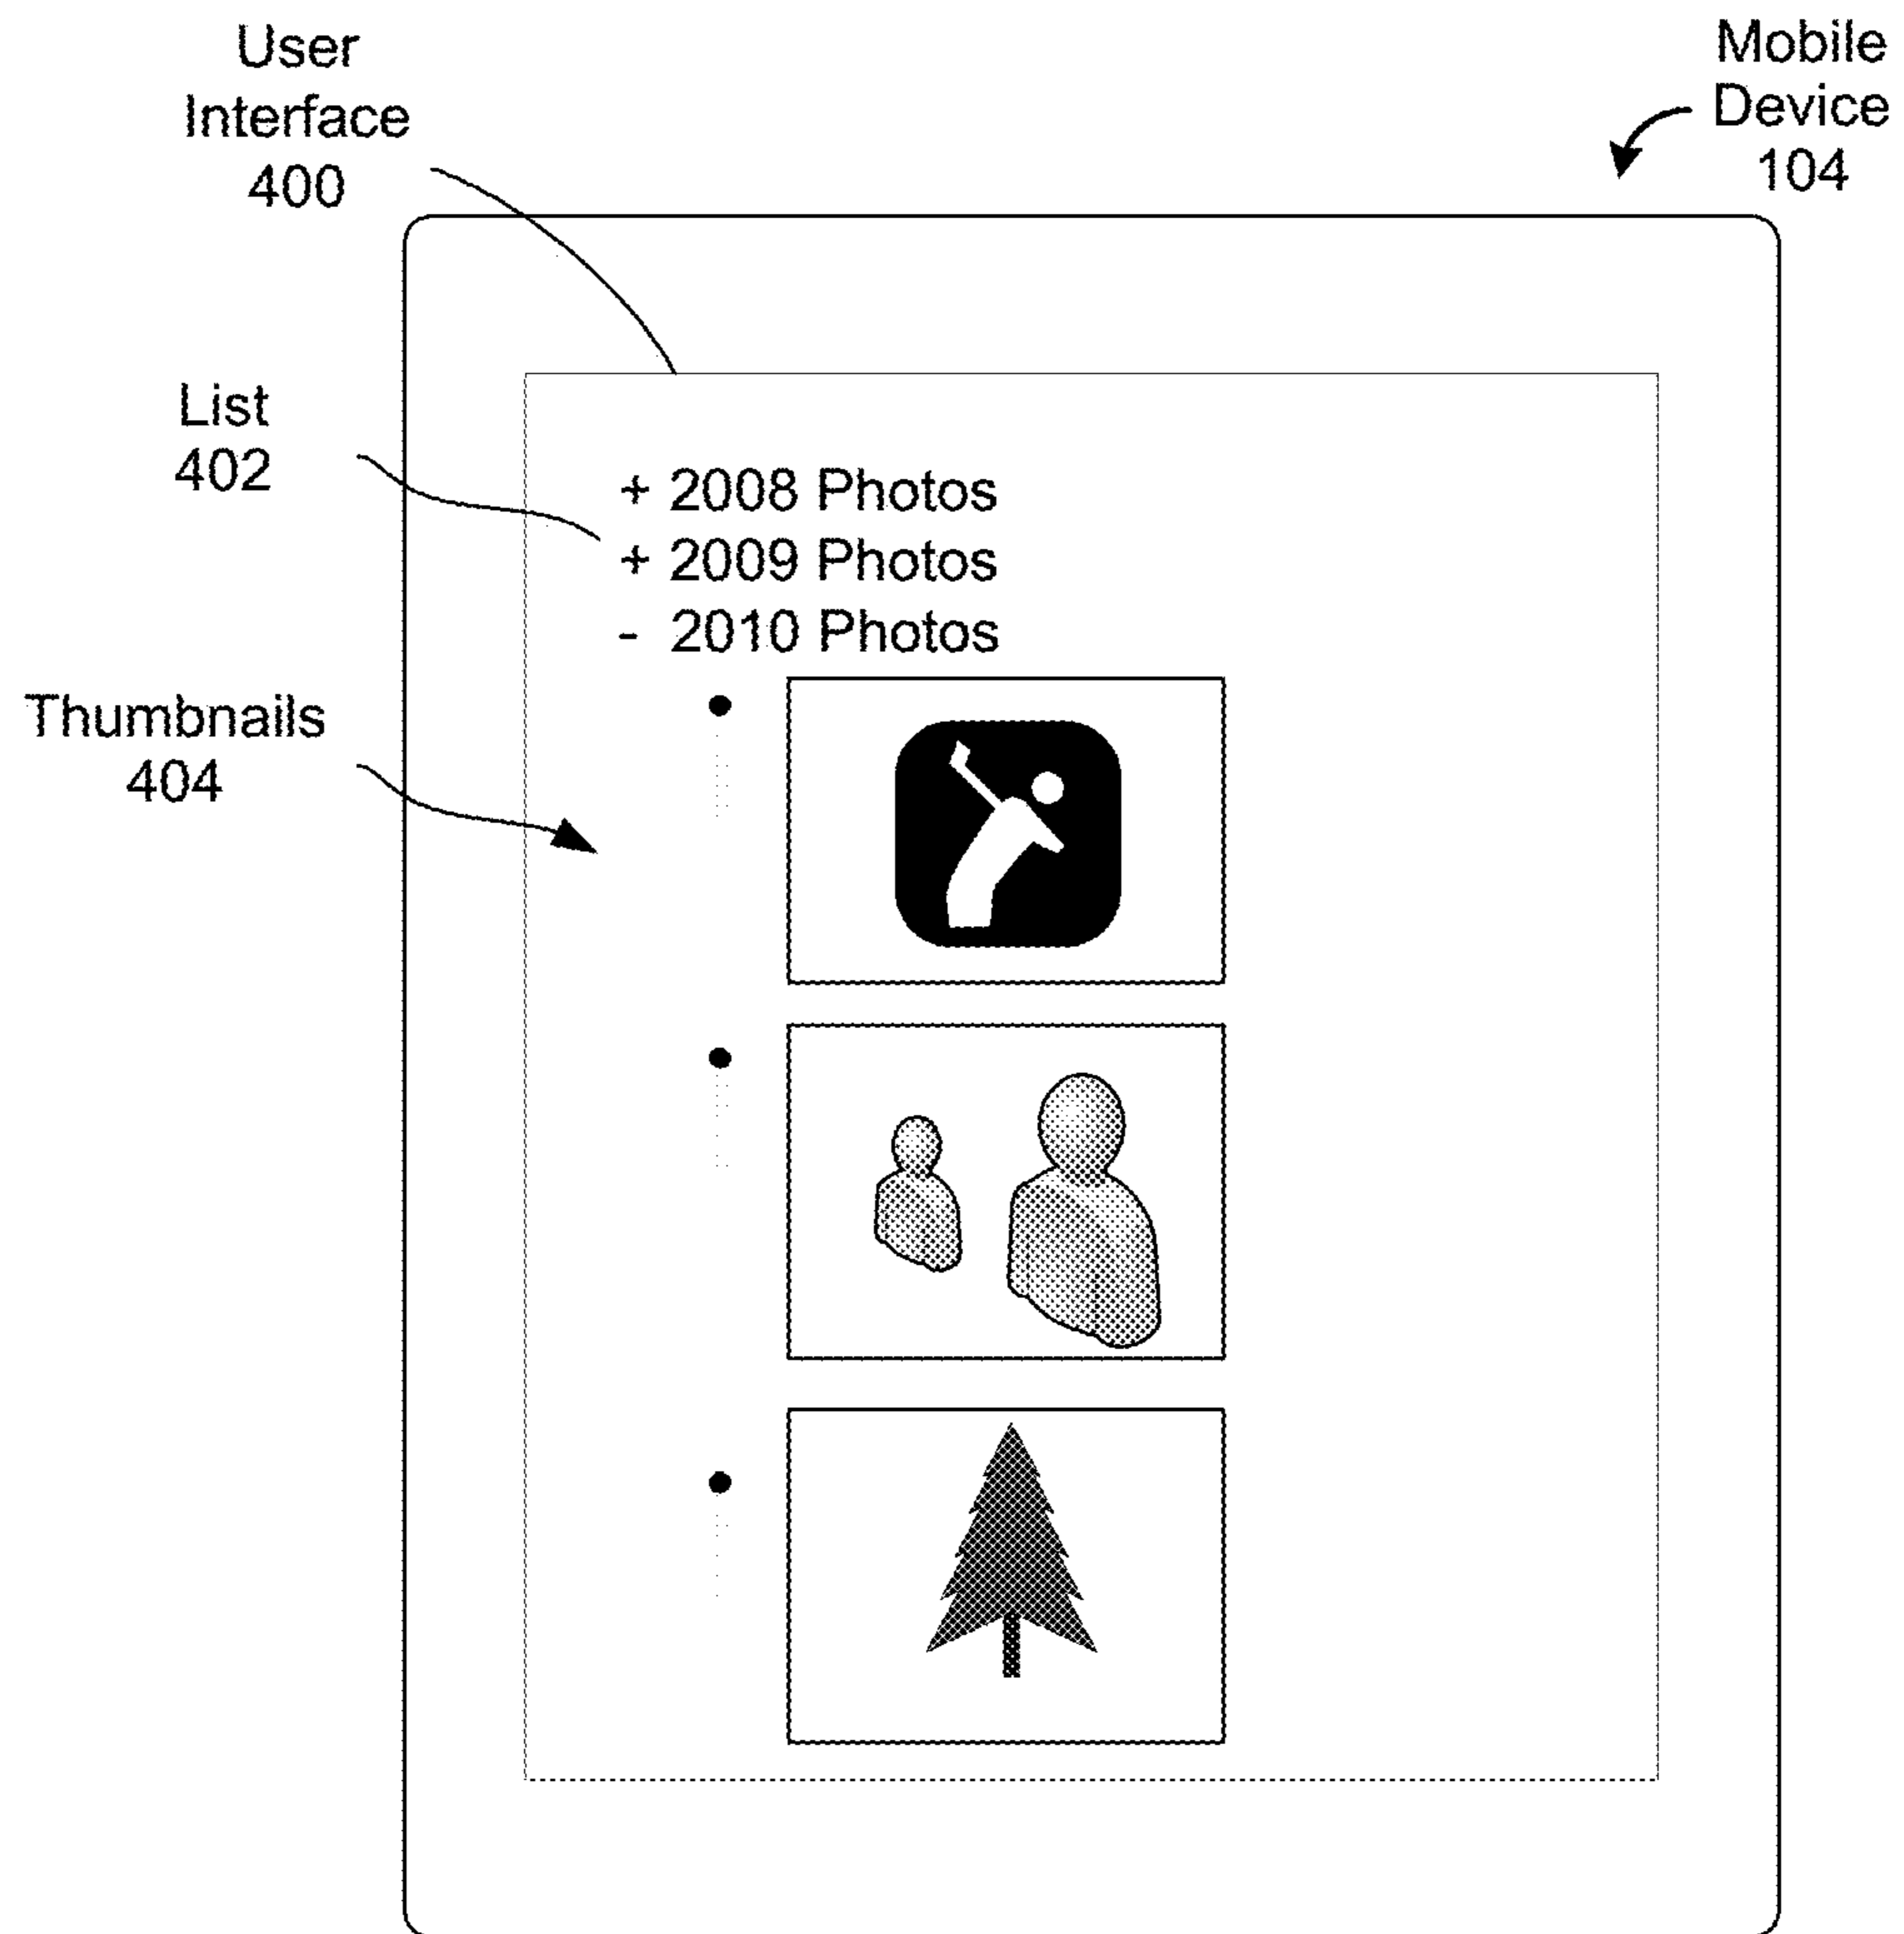 User
Interface
400
Mobile
Device
104
List
402
+ 2008 Photos
+ 2009 Photos
- 2010 Photos
Thumbnails
404